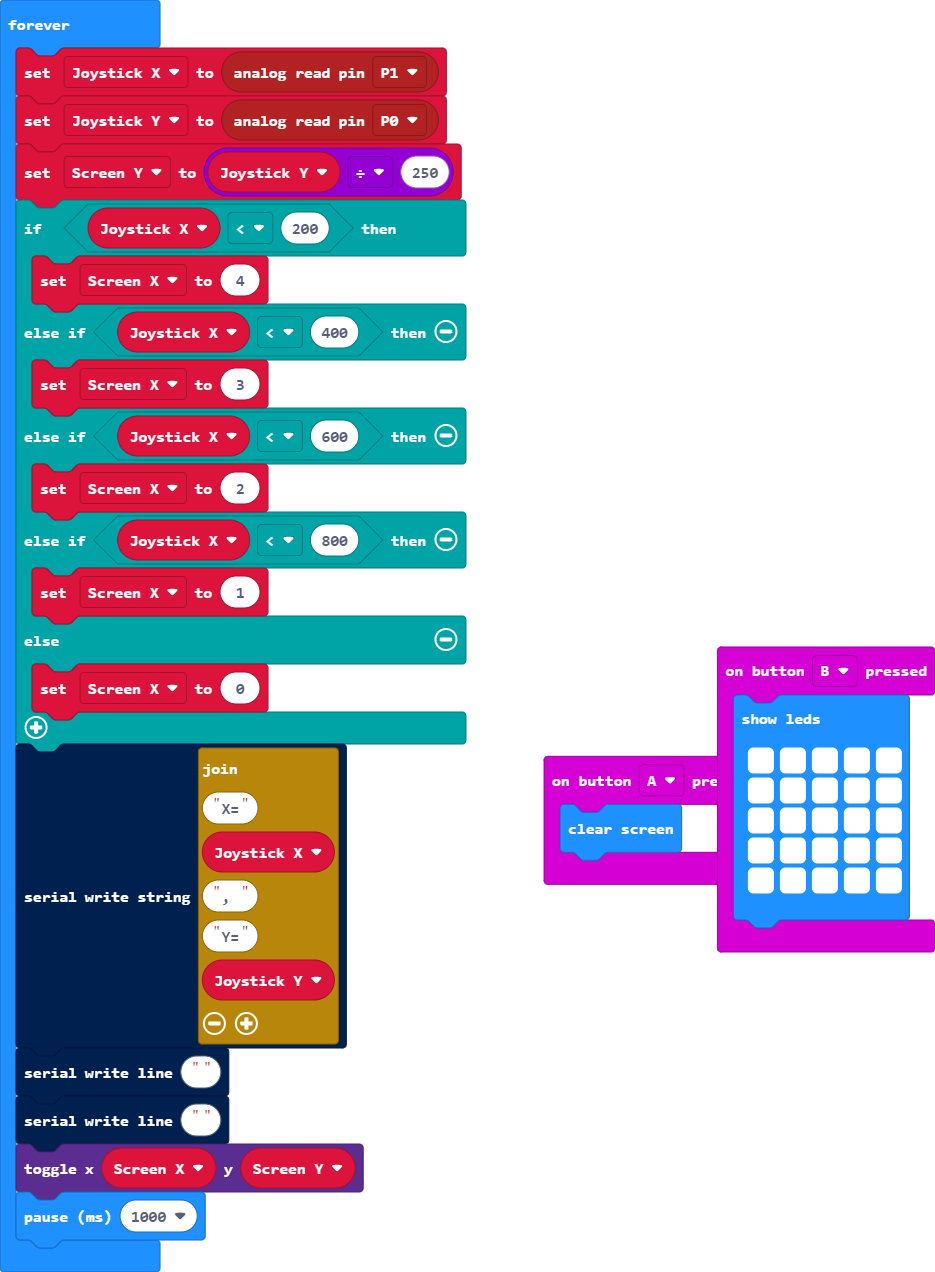 forever
set Joystick X to analog read pin P1
set Joystick Y to analog read pin P0
set Screen Y to Joystick Y ÷ 250
if Joystick X < 200 then
set Screen X to 4
else if Joystick X < 400 then
set Screen X to 3
else if Joystick X < 600 then
set Screen X to 2
else if Joystick X < 800 then
set Screen X to 1
else
set Screen X to 0
serial write string
join
"X="
Joystick X
", "
"Y="
Joystick Y
serial write line " "
serial write line " "
toggle x Screen X y Screen Y
pause (ms) 1000
on button A pre
clear screen
on button B pressed
show leds